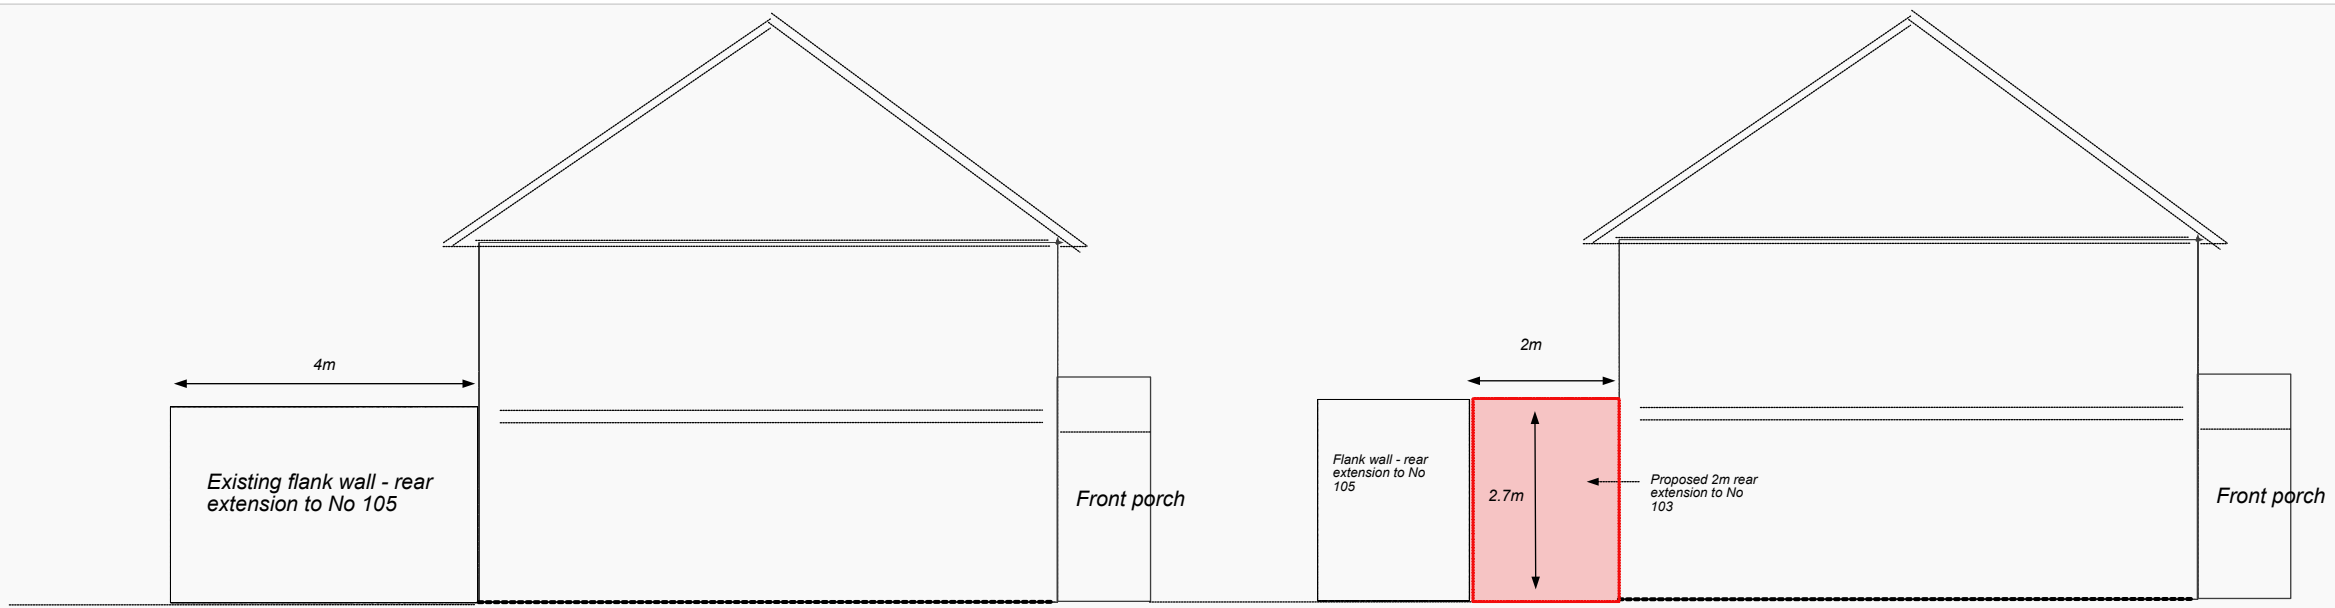 4m
Existing flank wall - rear
extension to No 105
Front porch
2m
Flank wall - rear
extension to No
105
2.7m
Proposed 2m rear
extension to No
103
Front porch